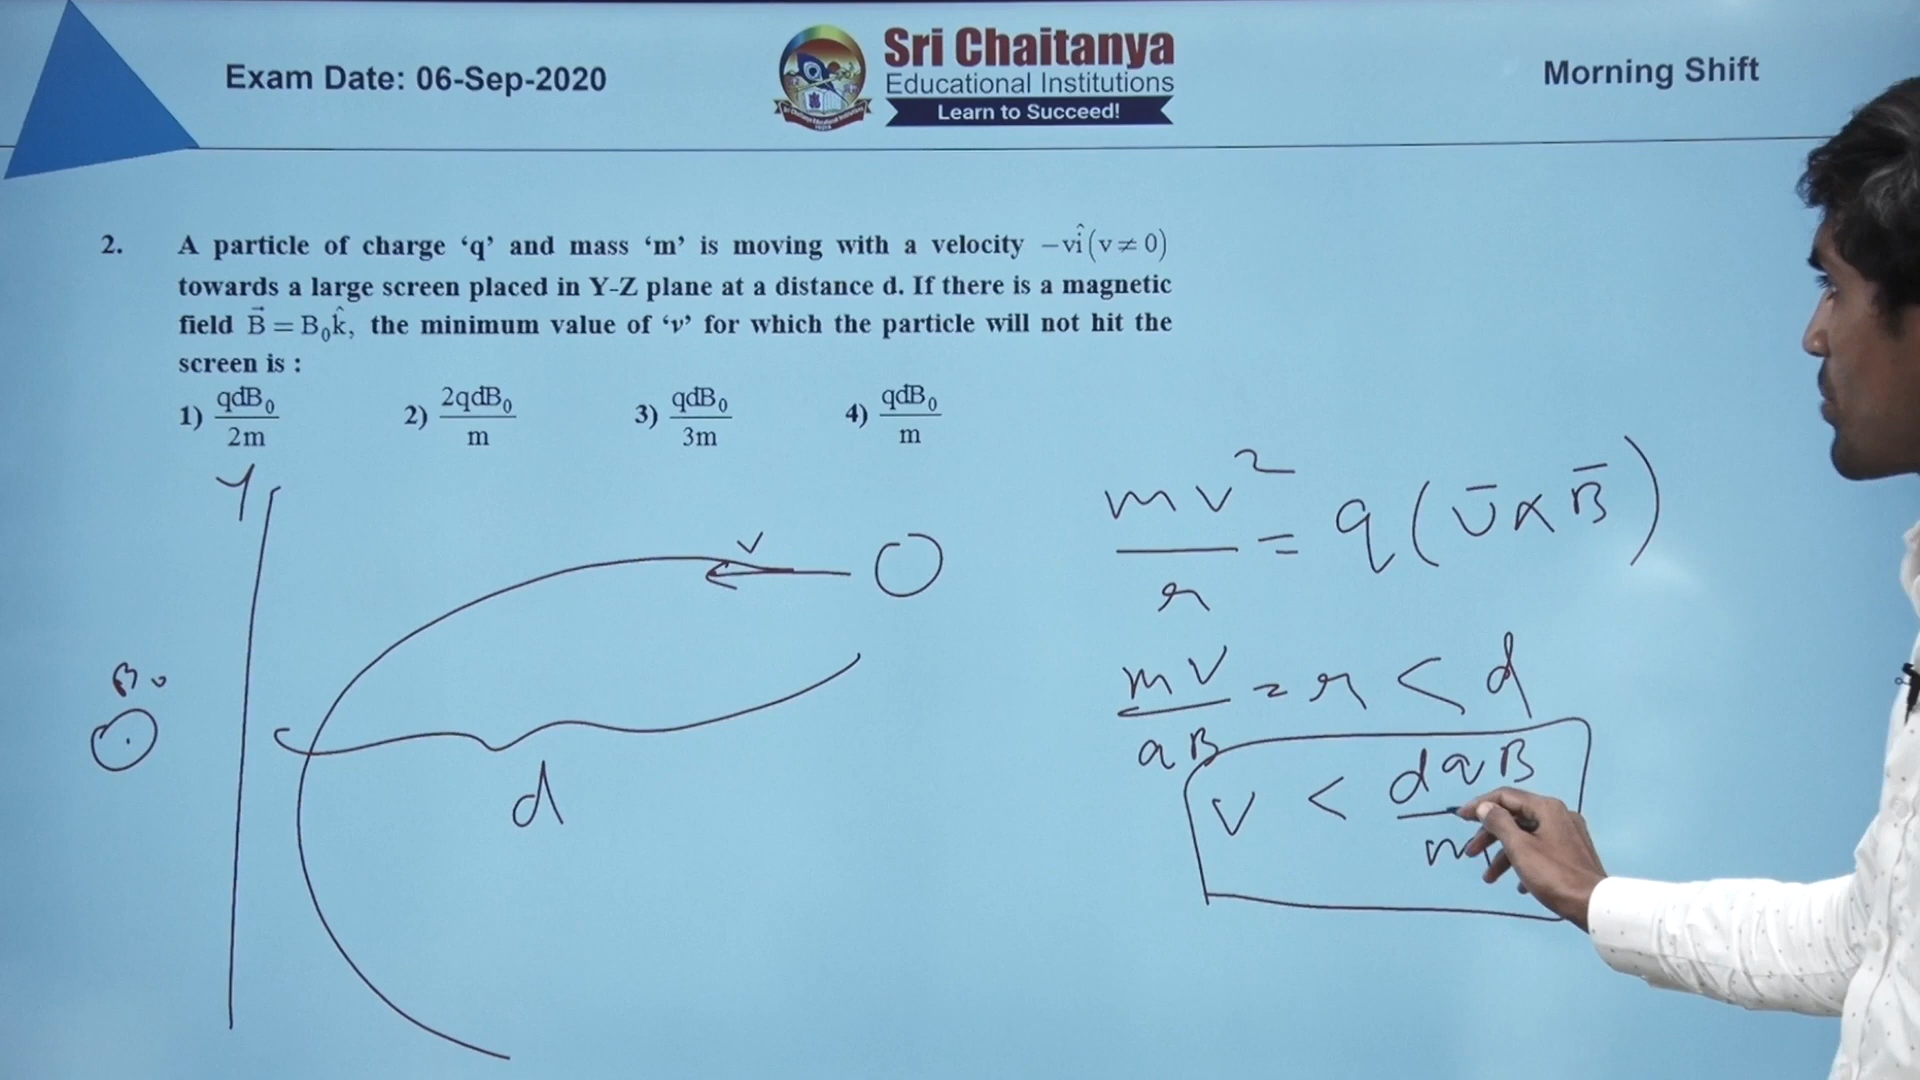 Exam Date: 06-Sep-2020
Sri Chaitanya
Educational Institutions
Learn to Succeed!
Morning Shift
2. A particle of charge ‘q’ and mass ‘m’ is moving with a velocity −vî(v ≠ 0)
towards a large screen placed in Y-Z plane at a distance d. If there is a magnetic
field B⃗ = B₀k̂, the minimum value of ‘v’ for which the particle will not hit the
screen is :
1) qdB₀/2m 2) 2qdB₀/m 3) qdB₀/3m 4) qdB₀/m
Y
v
B₀
d
mv²/r = q(v̄ × B̄)
mv/qB = r < d
v < dqB/m